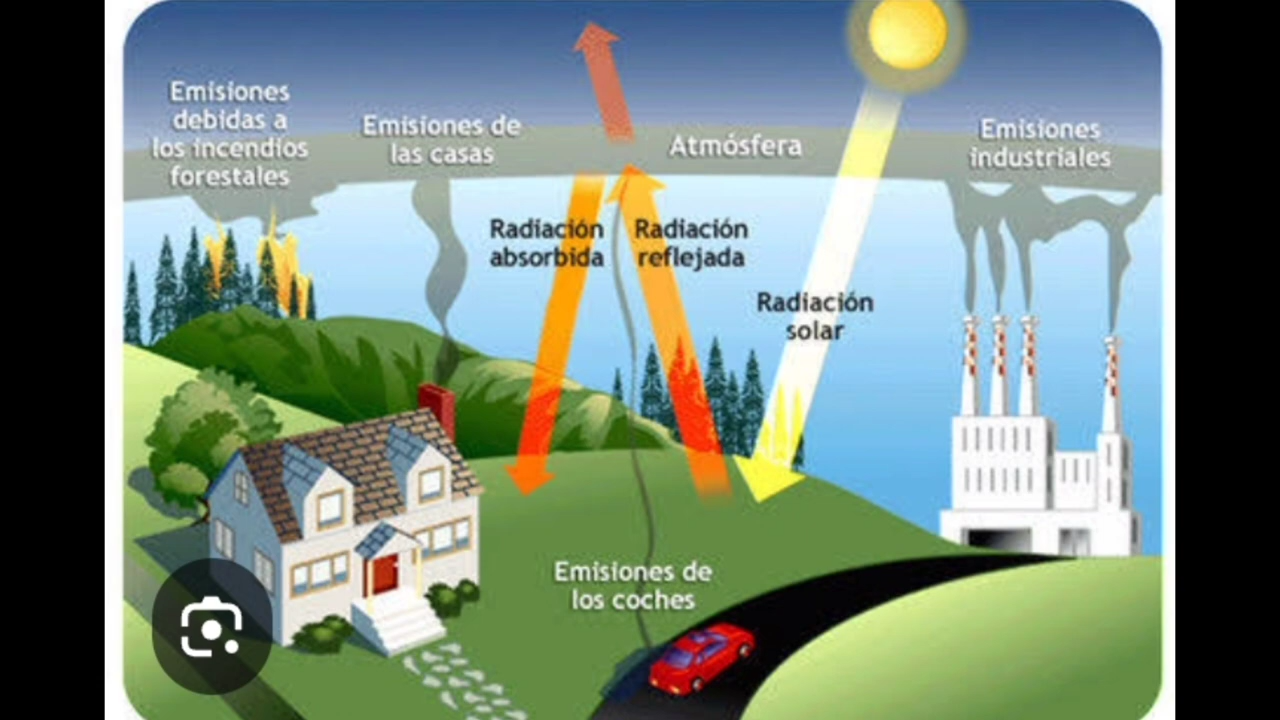 Emisiones
debidas a
los incendios
forestales
Emisiones de
las casas
Atmósfera
Emisiones
industriales
Radiación
absorbida
Radiación
reflejada
Radiación
solar
Emisiones de
los coches